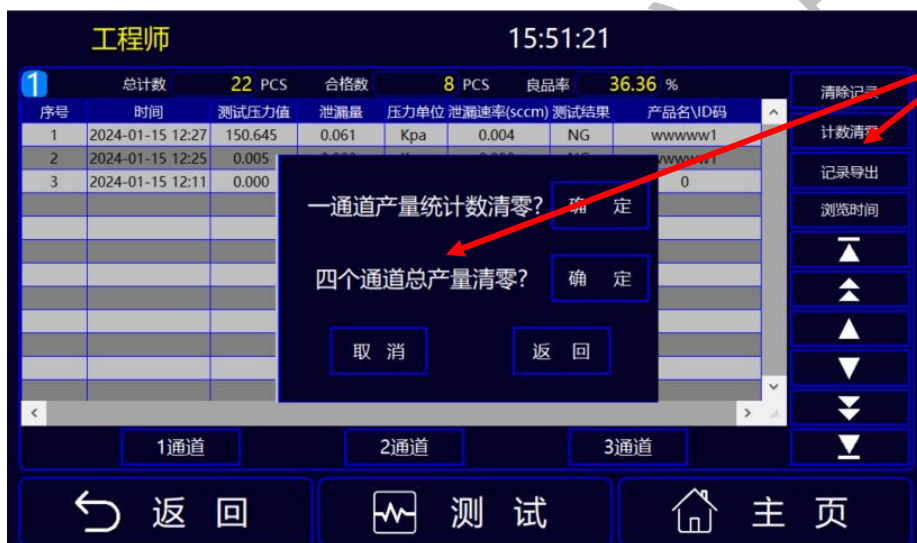 工程师 15:51:21
1 总计数 22 PCS 合格数 8 PCS 良品率 36.36 % 清除记录
序号 时间 测试压力值 泄漏量 压力单位 泄漏速率(sccm) 测试结果 产品名\ID码
1 2024-01-15 12:27 150.645 0.061 Kpa 0.004 NG wwwww1 计数清零
2 2024-01-15 12:25 0.005
3 2024-01-15 12:11 0.000 0 记录导出
一通道产量统计数清零? 确 定 浏览时间
四个通道总产量清零? 确 定
取 消 返 回
1通道 2通道 3通道
返 回 测 试 主 页